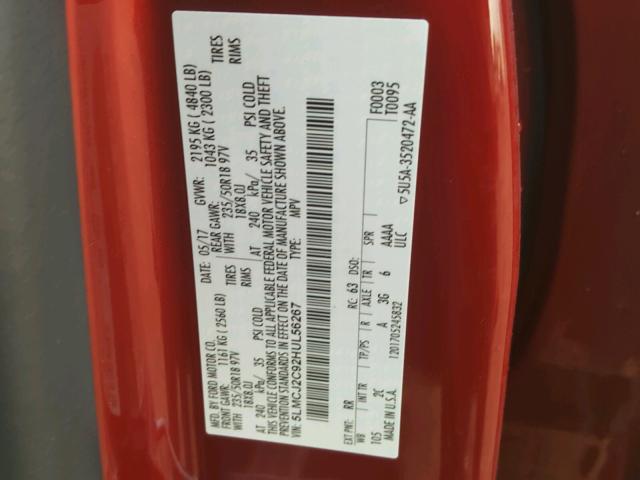 MFD. BY FORD MOTOR CO.
DATE: 05/17 GVWR: 2195 KG ( 4840 LB)
FRONT GAWR: 1161 KG ( 2560 LB) REAR GAWR: 1043 KG ( 2300 LB)
WITH 235/50R18 97V TIRES WITH 235/50R18 97V TIRES
18X8.0J RIMS 18X8.0J RIMS
AT 240 kPa/ 35 PSI COLD AT 240 kPa/ 35 PSI COLD
THIS VEHICLE CONFORMS TO ALL APPLICABLE FEDERAL MOTOR VEHICLE SAFETY AND THEFT
PREVENTION STANDARDS IN EFFECT ON THE DATE OF MANUFACTURE SHOWN ABOVE.
VIN: 5LMCJ2C92HUL56267 TYPE: MPV
F0003
T0095
EXT PNT: RR RC: 63 DSO:
WB INT TR TP/PS R AXLE TR SPR
105 2C A 3G 6 AAAA
MADE IN U.S.A. ULC
1201705245832
5U5A-3520472-AA